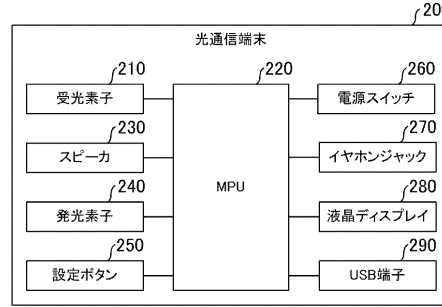 20
光通信端末
210
220
260
受光素子
MPU
電源スイッチ
230
270
スピーカ
イヤホンジャック
240
280
発光素子
液晶ディスプレイ
250
290
設定ボタン
USB端子